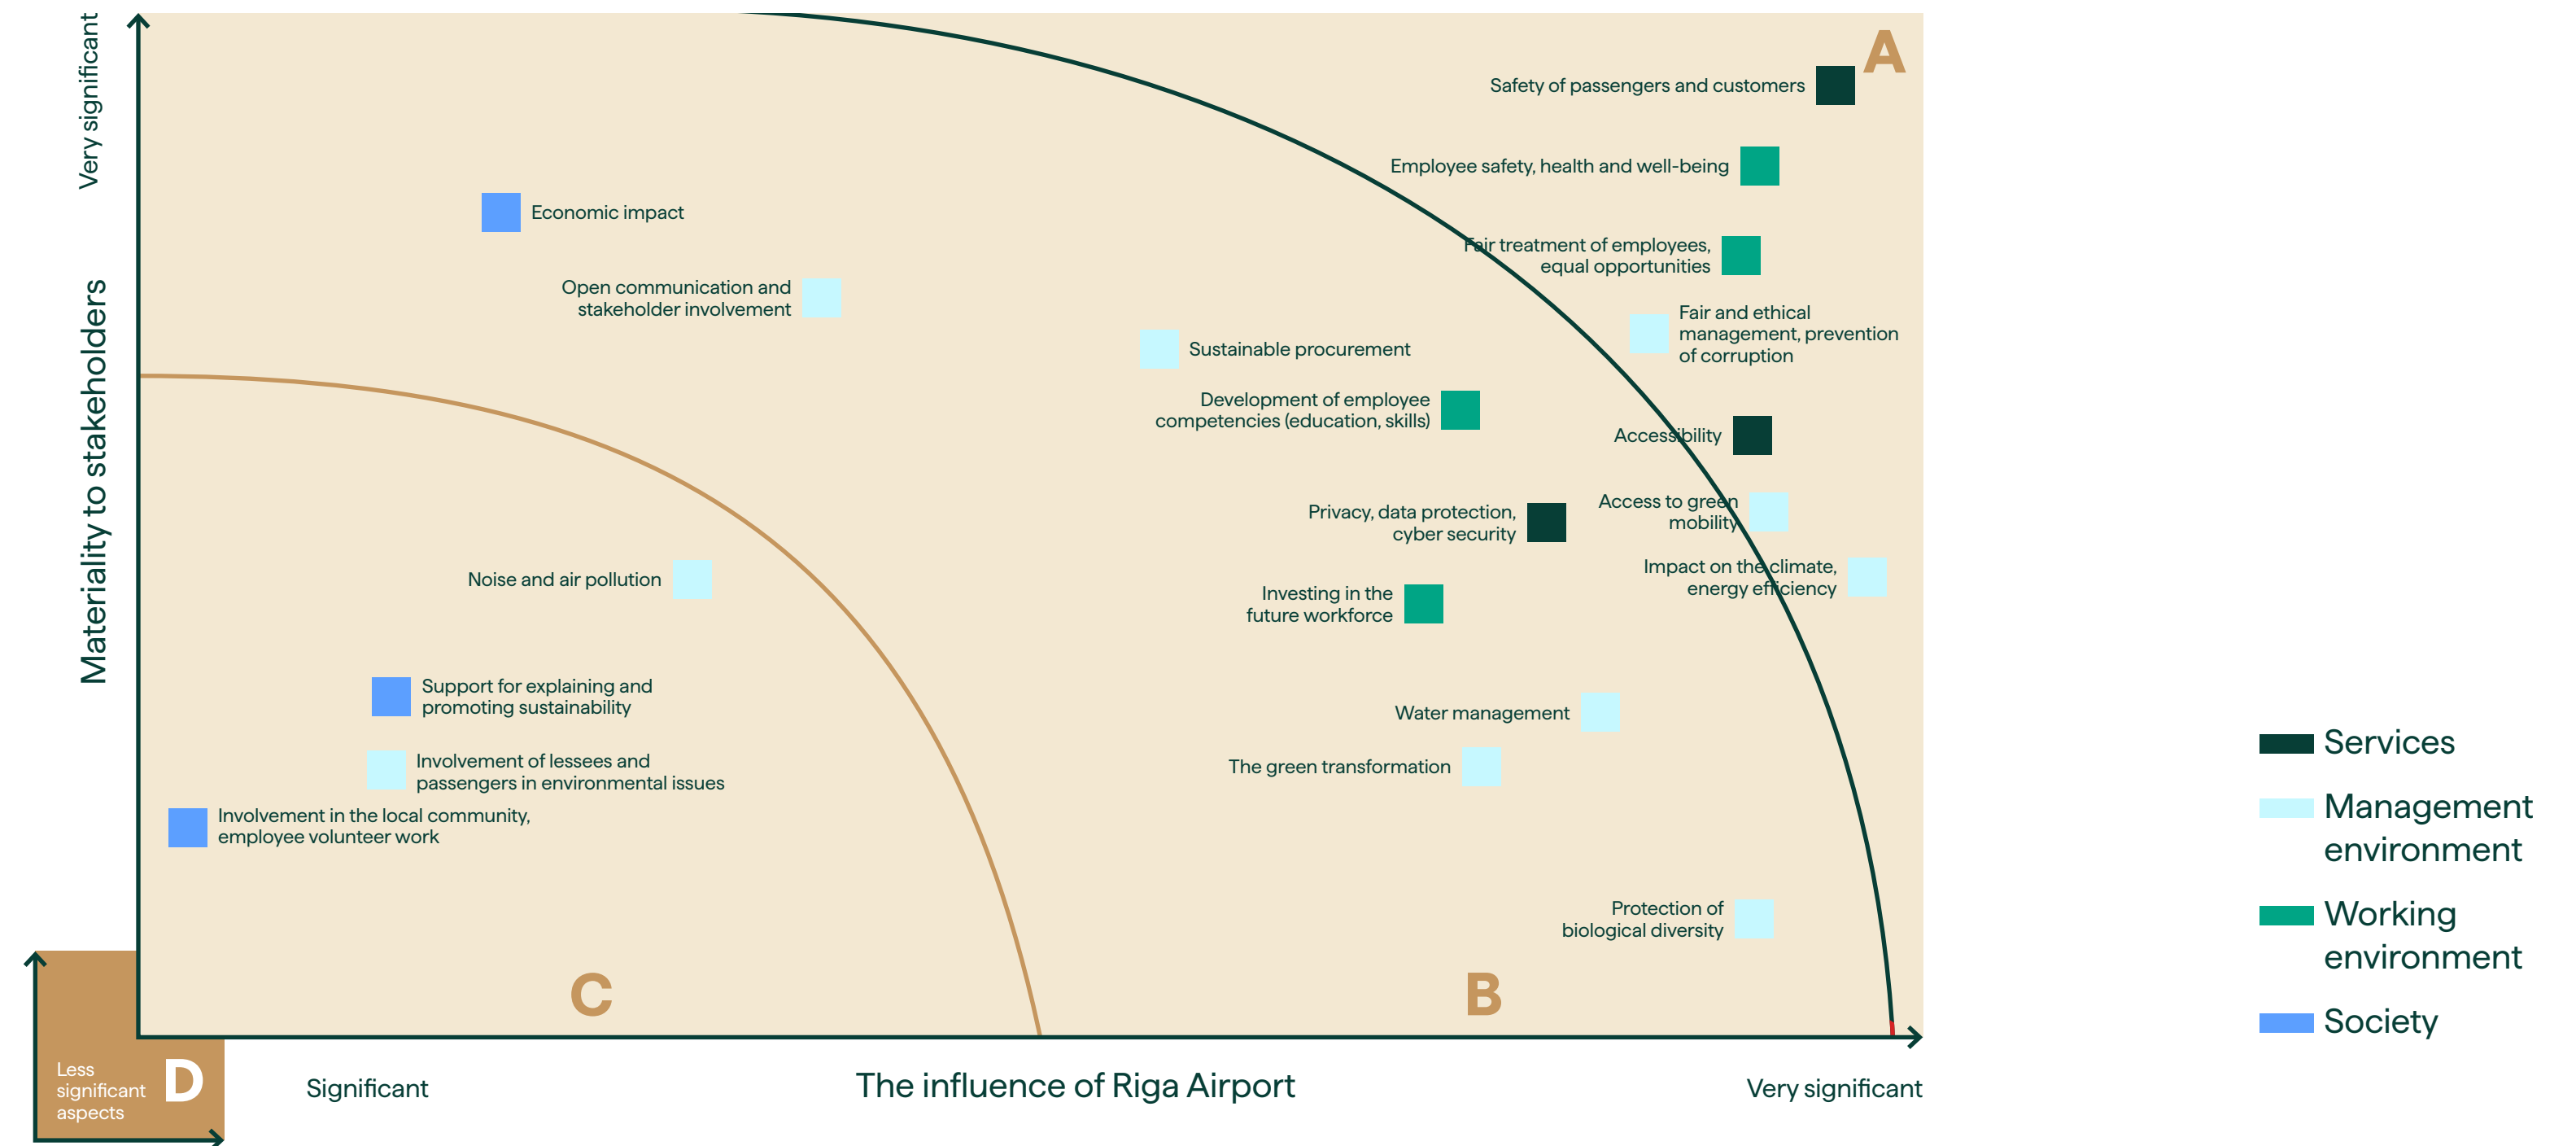 Very significant
Materiality to stakeholders
A
Safety of passengers and customers
Employee safety, health and well-being
Economic impact
Fair treatment of employees,
equal opportunities
Open communication and
stakeholder involvement
Fair and ethical
management, prevention
of corruption
Sustainable procurement
Development of employee
competencies (education, skills)
Accessibility
Access to green
mobility
Privacy, data protection,
cyber security
Impact on the climate,
energy efficiency
Noise and air pollution
Investing in the
future workforce
Support for explaining and
promoting sustainability
Water management
Involvement of lessees and
passengers in environmental issues
The green transformation
Involvement in the local community,
employee volunteer work
Protection of
biological diversity
C
B
Less
significant
aspects
D
Significant
The influence of Riga Airport
Very significant
Services
Management
environment
Working
environment
Society